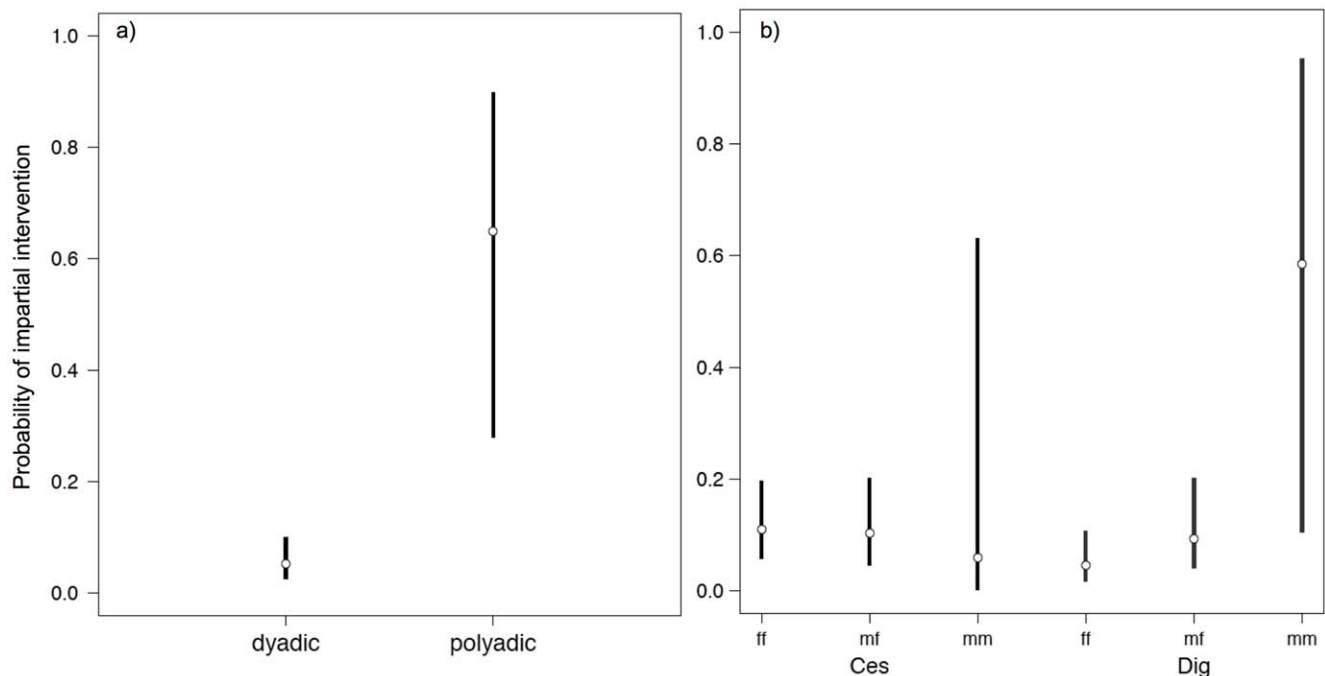 a)
Probability of impartial intervention
1.0
0.8
0.6
0.4
0.2
0.0
dyadic polyadic
b)
1.0
0.8
0.6
0.4
0.2
0.0
ff mf mm ff mf mm
Ces Dig